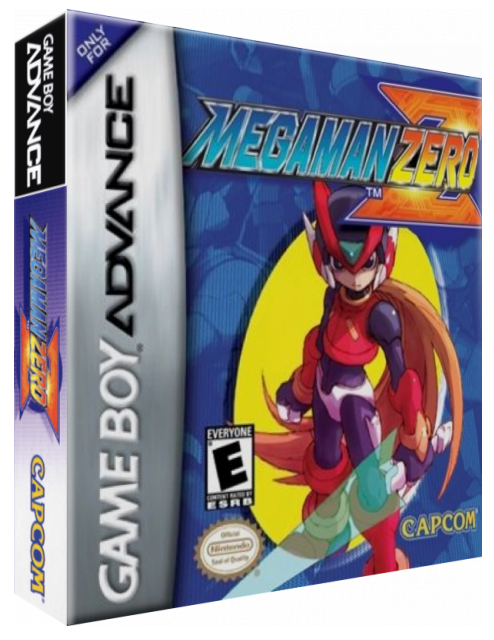 GAME BOY
ADVANCE
MEGAMAN
ZERO
CAPCOM
ONLY
FOR
GAME BOY ADVANCE
MEGAMAN ZERO
TM
Z
EVERYONE
E
CONTENT RATED BY
ESRB
Official
Nintendo
Seal of Quality
CAPCOM